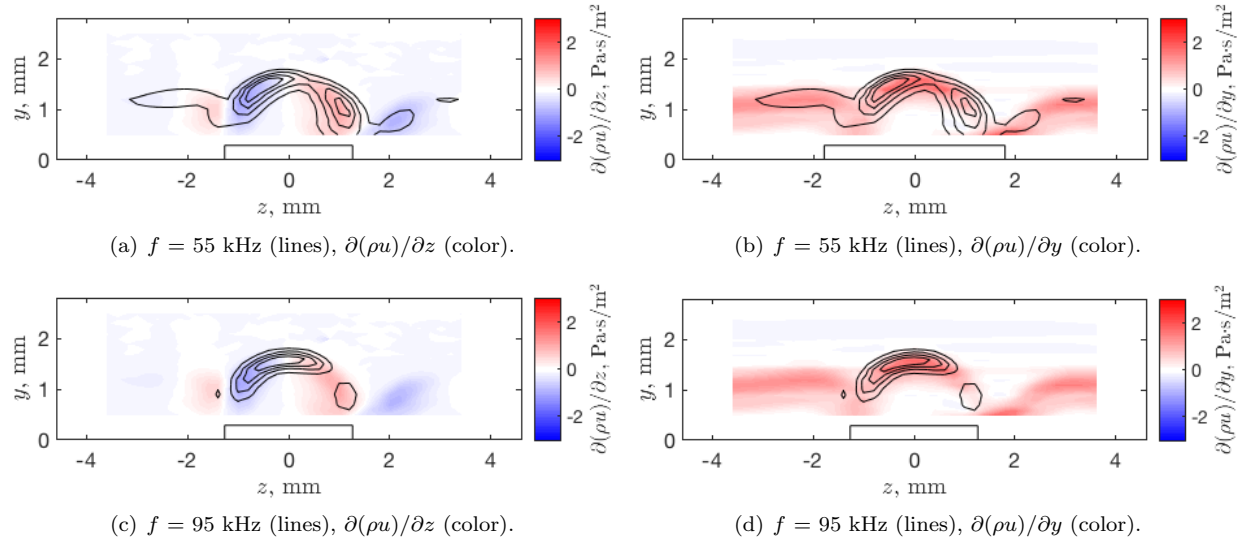 2
1
0
y, mm
-4
-2
0
2
4
z, mm
2
0
-2
∂(ρu)/∂z, Pa·s/m²
(a) f = 55 kHz (lines), ∂(ρu)/∂z (color).
2
1
0
y, mm
-4
-2
0
2
4
z, mm
2
0
-2
∂(ρu)/∂y, Pa·s/m²
(b) f = 55 kHz (lines), ∂(ρu)/∂y (color).
2
1
0
y, mm
-4
-2
0
2
4
z, mm
2
0
-2
∂(ρu)/∂z, Pa·s/m²
(c) f = 95 kHz (lines), ∂(ρu)/∂z (color).
2
1
0
y, mm
-4
-2
0
2
4
z, mm
2
0
-2
∂(ρu)/∂y, Pa·s/m²
(d) f = 95 kHz (lines), ∂(ρu)/∂y (color).